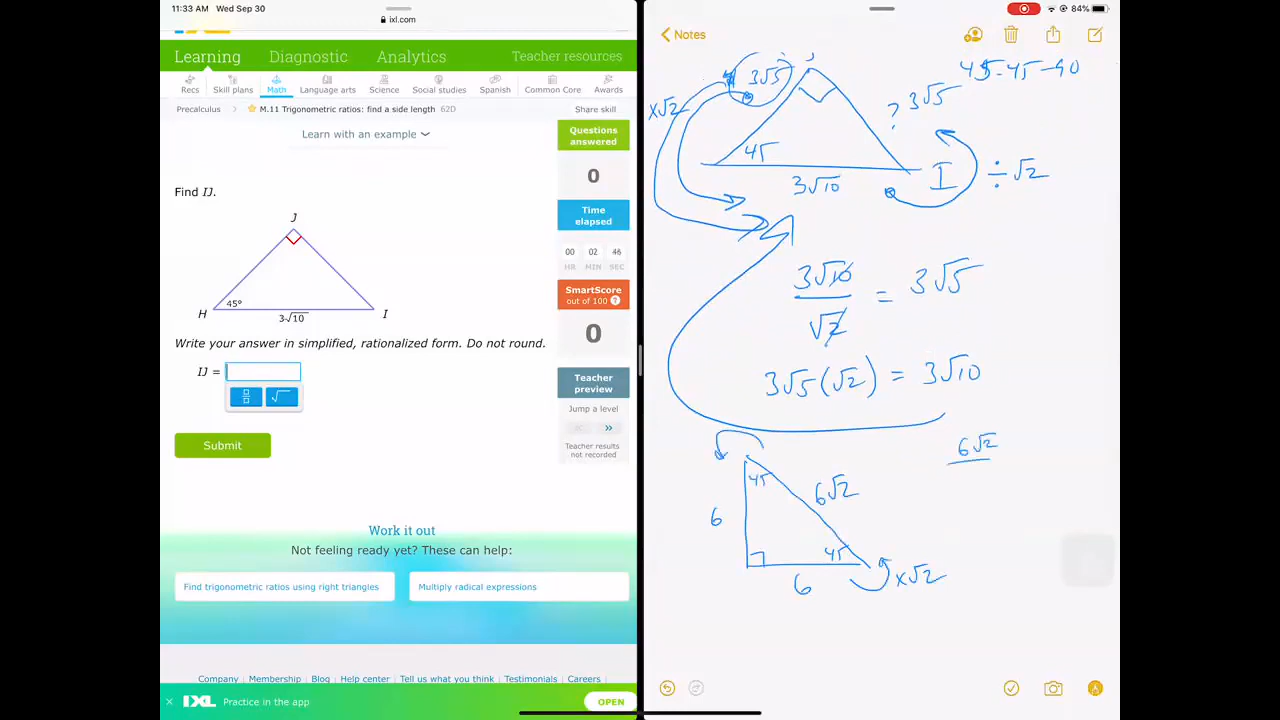 11:33 AM Wed Sep 30
ixl.com
Learning Diagnostic Analytics Teacher resources
Recs Skill plans Math Language arts Science Social studies Spanish Common Core Awards
Precalculus > M.11 Trigonometric ratios: find a side length 62D Share skill
Learn with an example
Questions answered
0
Time elapsed
00 02 46
HR MIN SEC
SmartScore
out of 100 ?
0
Teacher preview
Jump a level
>>
Teacher results not recorded
Find IJ.
J
45°
H
I
3√10
Write your answer in simplified, rationalized form. Do not round.
IJ =
√
Submit
Work it out
Not feeling ready yet? These can help:
Find trigonometric ratios using right triangles
Multiply radical expressions
Company | Membership | Blog | Help center | Tell us what you think | Testimonials | Careers |
× IXL Practice in the app OPEN
84%
Notes
45-45-90
3√5
x√2
? 3√5
45
3√10
I
÷√2
3√10
√2
= 3√5
3√5(√2) = 3√10
6√2
45
6√2
6
45
6
x√2